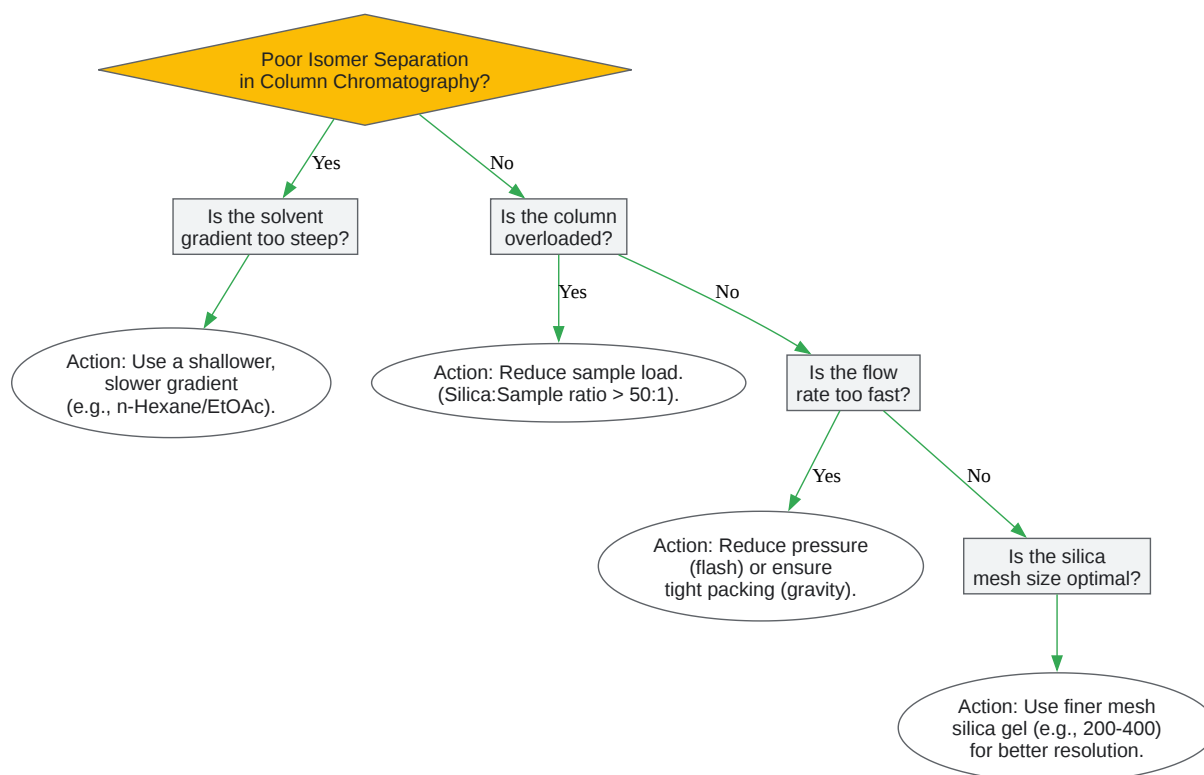 Poor Isomer Separation
in Column Chromatography?
Yes
No
Is the solvent
gradient too steep?
Is the column
overloaded?
Yes
No
Action: Use a shallower,
slower gradient
(e.g., n-Hexane/EtOAc).
Action: Reduce sample load.
(Silica:Sample ratio > 50:1).
Is the flow
rate too fast?
Yes
No
Action: Reduce pressure
(flash) or ensure
tight packing (gravity).
Is the silica
mesh size optimal?
Action: Use finer mesh
silica gel (e.g., 200-400)
for better resolution.